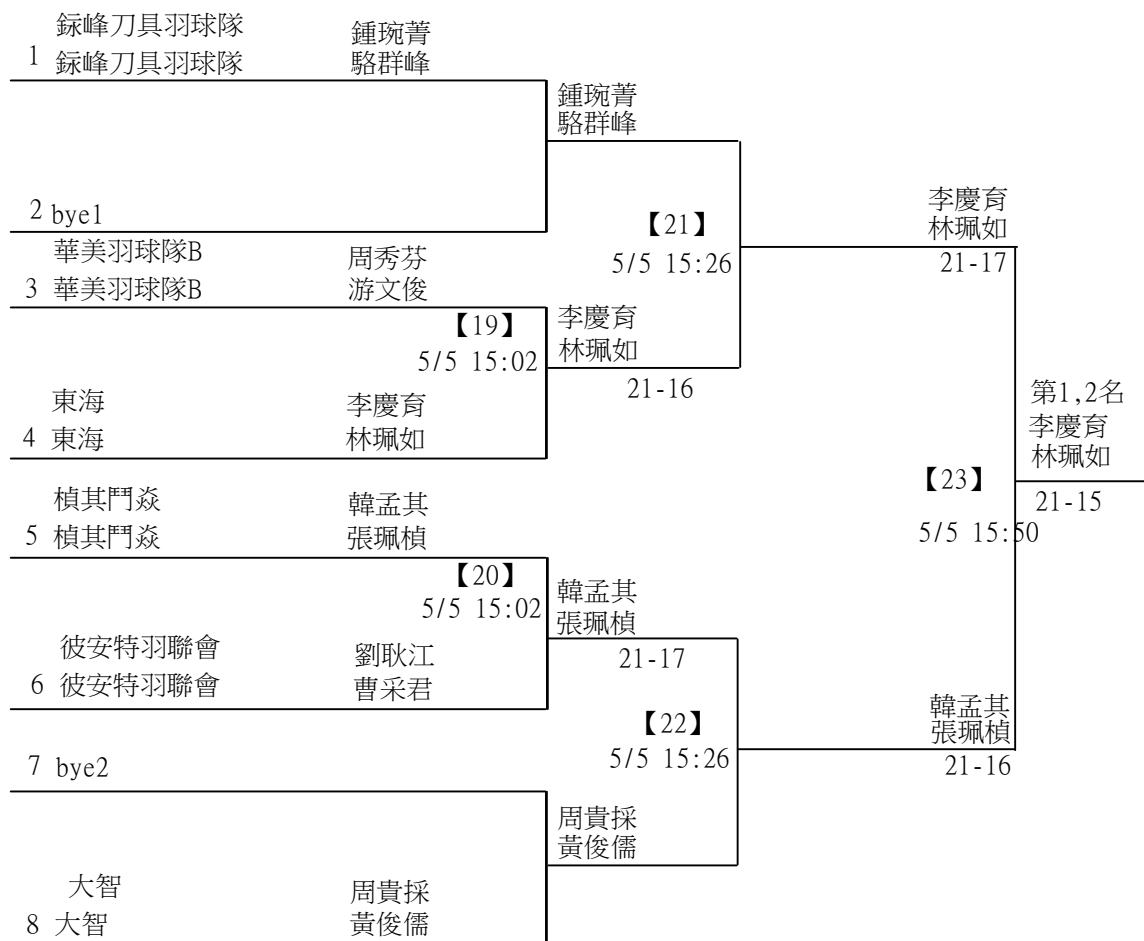 銢峰刀具羽球隊 鍾琬菁
1 銢峰刀具羽球隊 駱群峰
鍾琬菁
駱群峰
2 bye1
李慶育
林珮如
【21】
5/5 15:26
21-17
華美羽球隊B 周秀芬
3 華美羽球隊B 游文俊
【19】
5/5 15:02
李慶育
林珮如
21-16
東海 李慶育
4 東海 林珮如
第1,2名
李慶育
林珮如
【23】
5/5 15:50
21-15
楨其鬥焱 韓孟其
5 楨其鬥焱 張珮楨
【20】
5/5 15:02
韓孟其
張珮楨
21-17
彼安特羽聯會 劉耿江
6 彼安特羽聯會 曹采君
【22】
5/5 15:26
韓孟其
張珮楨
21-16
7 bye2
周貴採
黃俊儒
大智 周貴採
8 大智 黃俊儒